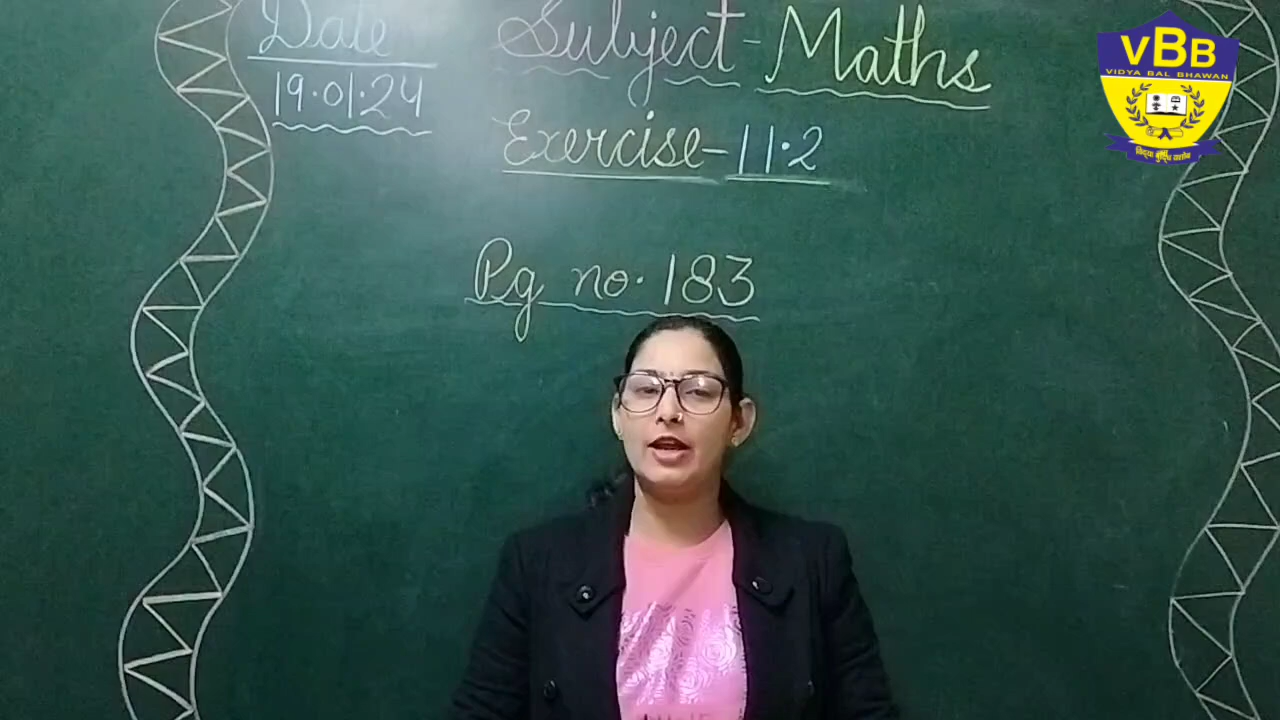 Date
19.01.24
Subject-Maths
Exercise-11.2
Pg no. 183
VBB
VIDYA BAL BHAWAN